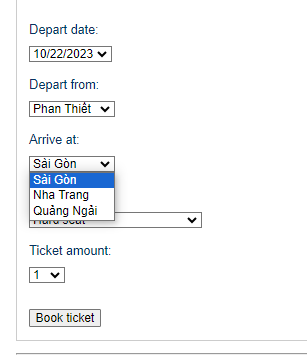 Depart date:
10/22/2023
Depart from:
Phan Thiết
Arrive at:
Sài Gòn
Sài Gòn
Nha Trang
Quảng Ngãi
Hard seat
Ticket amount:
1
Book ticket